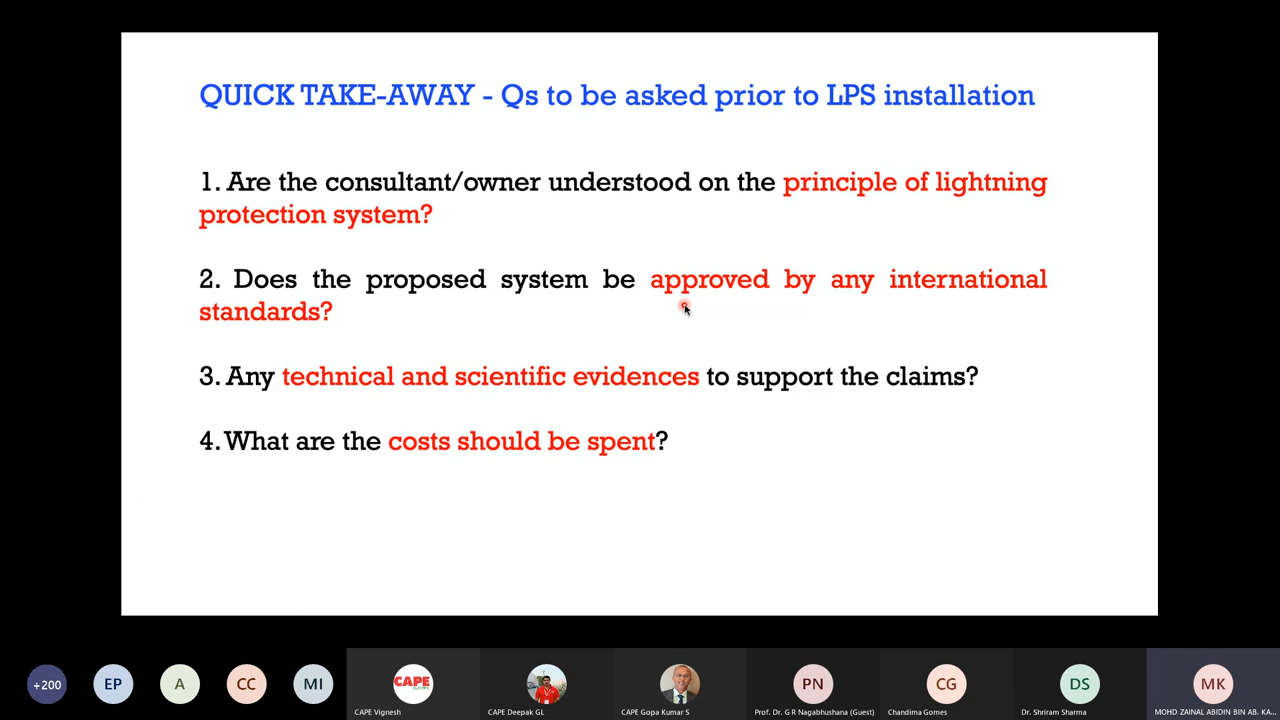 QUICK TAKE-AWAY - Qs to be asked prior to LPS installation
1. Are the consultant/owner understood on the principle of lightning
protection system?
2. Does the proposed system be approved by any international
standards?
3. Any technical and scientific evidences to support the claims?
4. What are the costs should be spent?
+200
EP
A
CC
MI
CAPE
PN
CG
DS
MK
CAPE Vignesh
CAPE Deepak GL
CAPE Gopa Kumar S
Prof. Dr. G R Nagabhushana (Guest)
Chandima Gomes
Dr. Shriram Sharma
MOHD ZAINAL ABIDIN BIN AB. KA...